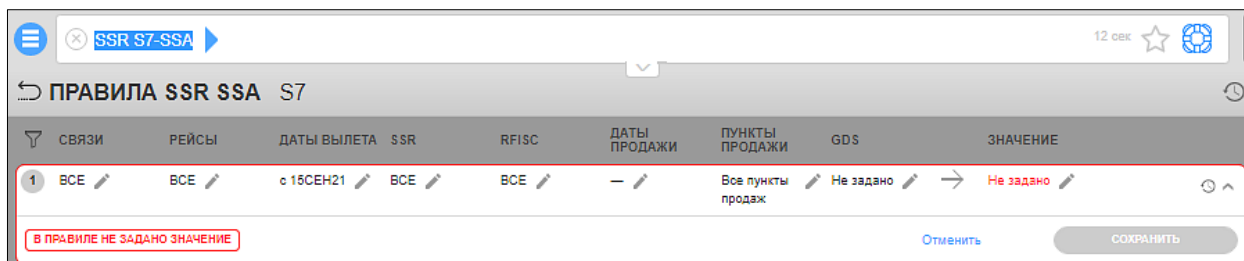 SSR S7-SSA
12 сек
ПРАВИЛА SSR SSA S7
СВЯЗИ РЕЙСЫ ДАТЫ ВЫЛЕТА SSR RFISC ДАТЫ ПРОДАЖИ ПУНКТЫ ПРОДАЖИ GDS ЗНАЧЕНИЕ
1 ВСЕ ВСЕ с 15СЕН21 ВСЕ ВСЕ — Все пункты продаж Не задано → Не задано
В ПРАВИЛЕ НЕ ЗАДАНО ЗНАЧЕНИЕ Отменить СОХРАНИТЬ